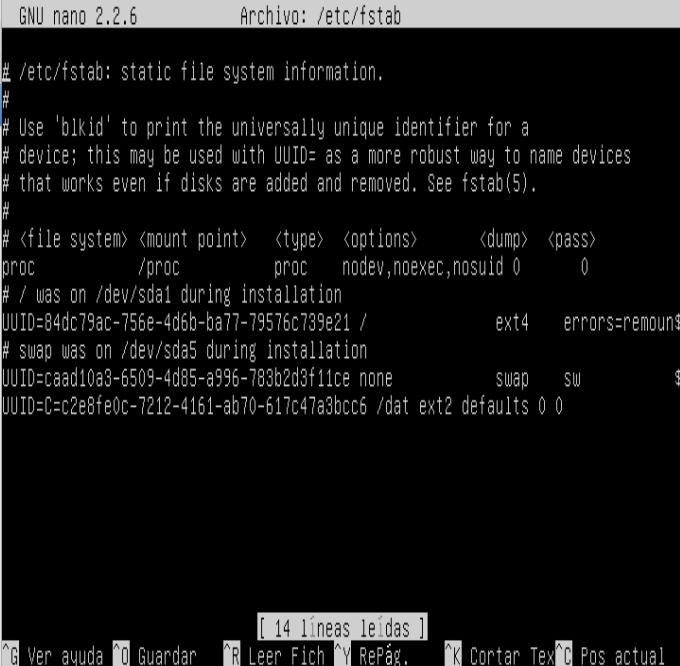 GNU nano 2.2.6 Archivo: /etc/fstab
# /etc/fstab: static file system information.
#
# Use 'blkid' to print the universally unique identifier for a
# device; this may be used with UUID= as a more robust way to name devices
# that works even if disks are added and removed. See fstab(5).
#
# <file system> <mount point> <type> <options> <dump> <pass>
proc /proc proc nodev,noexec,nosuid 0 0
# / was on /dev/sda1 during installation
UUID=84dc79ac-756e-4d6b-ba77-79576c739e21 / ext4 errors=remoun$
# swap was on /dev/sda5 during installation
UUID=caad10a3-6509-4d85-a996-783b2d3f11ce none swap sw $
UUID=C=c2e8fe0c-7212-4161-ab70-617c47a3bcc6 /dat ext2 defaults 0 0
[ 14 líneas leídas ]
^G Ver ayuda ^O Guardar ^R Leer Fich ^Y RePág. ^K Cortar Tex ^C Pos actual